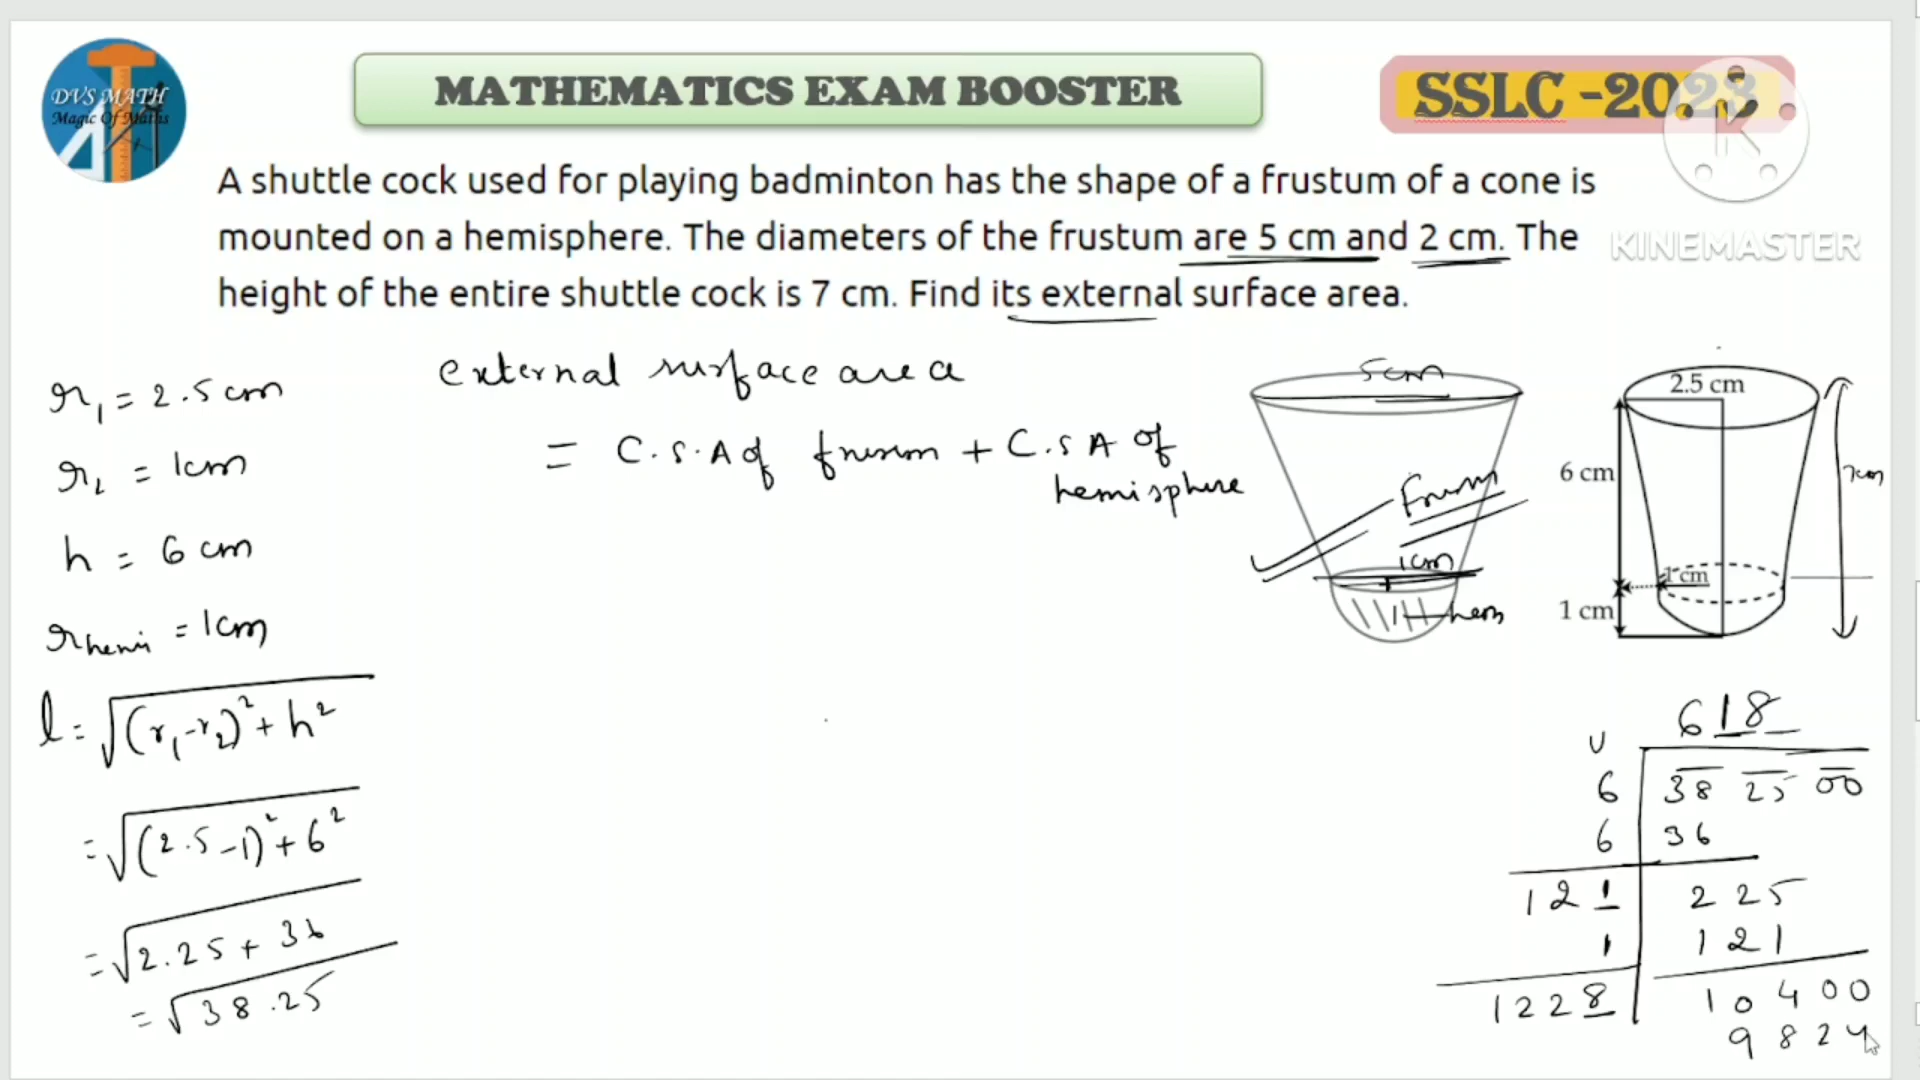 DVS MATH
Magic Of Maths
MATHEMATICS EXAM BOOSTER
SSLC -2023
KINEMASTER
A shuttle cock used for playing badminton has the shape of a frustum of a cone is
mounted on a hemisphere. The diameters of the frustum are 5 cm and 2 cm. The
height of the entire shuttle cock is 7 cm. Find its external surface area.
r₁ = 2.5 cm
r₂ = 1cm
h = 6 cm
r hemi = 1cm
l = √(r₁-r₂)² + h²
= √(2.5-1)² + 6²
= √2.25 + 36
= √38.25
external surface area
= C.S.A of frusum + C.S A of
hemisphere
5cm
Frusum
1cm
hem
2.5 cm
6 cm
7cm
1 cm
1 cm
618
6 38 25 00
6 36
121 225
1 121
1228 10400
9824